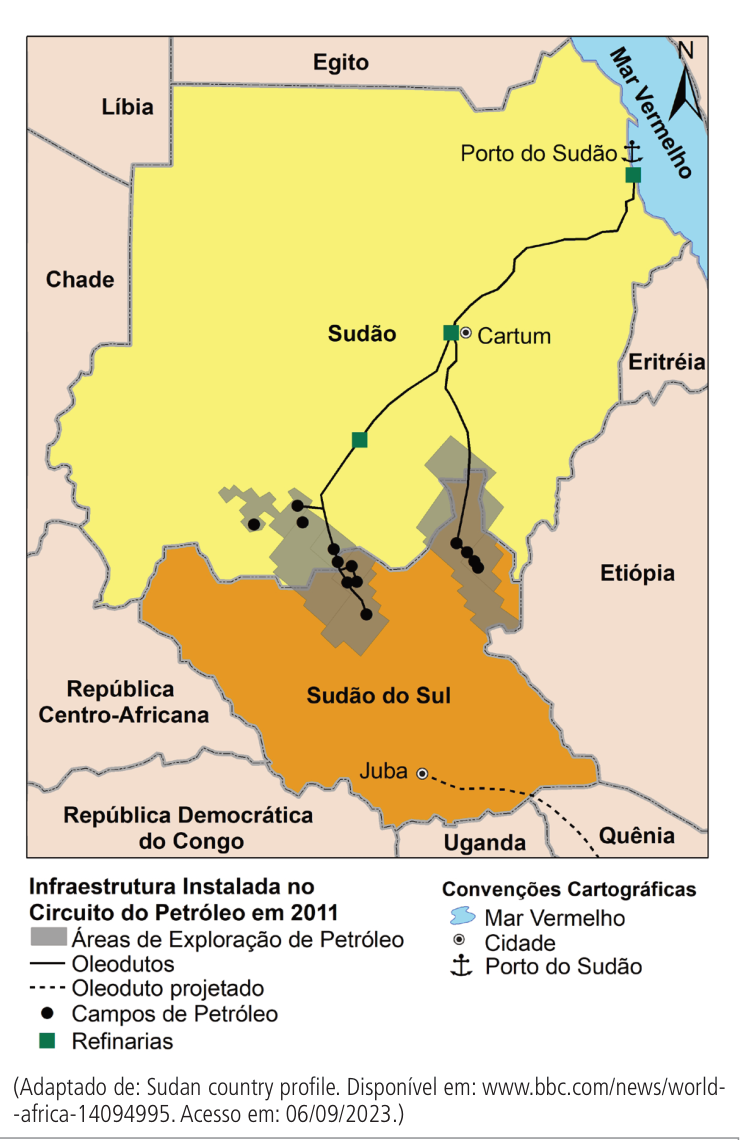 Egito
Líbia
Mar Vermelho
N
Porto do Sudão
Chade
Sudão
Cartum
Eritréia
Etiópia
República
Centro-Africana
Sudão do Sul
Juba
República Democrática
do Congo
Uganda
Quênia
Infraestrutura Instalada no
Circuito do Petróleo em 2011
Áreas de Exploração de Petróleo
Oleodutos
Oleoduto projetado
Campos de Petróleo
Refinarias
Convenções Cartográficas
Mar Vermelho
Cidade
Porto do Sudão
(Adaptado de: Sudan country profile. Disponível em: www.bbc.com/news/world-
-africa-14094995. Acesso em: 06/09/2023.)